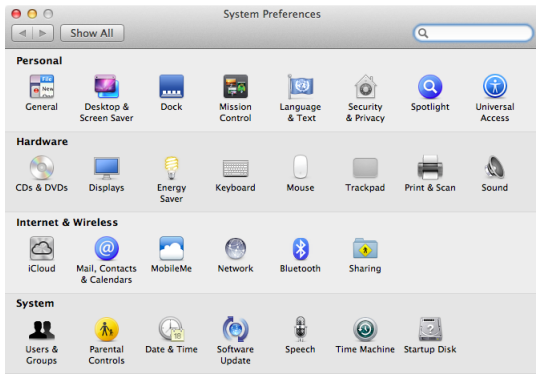 System Preferences
Show All
Personal
General
Desktop &
Screen Saver
Dock
Mission
Control
Language
& Text
Security
& Privacy
Spotlight
Universal
Access
Hardware
CDs & DVDs
Displays
Energy
Saver
Keyboard
Mouse
Trackpad
Print & Scan
Sound
Internet & Wireless
iCloud
Mail, Contacts
& Calendars
MobileMe
Network
Bluetooth
Sharing
System
Users &
Groups
Parental
Controls
Date & Time
Software
Update
Speech
Time Machine
Startup Disk